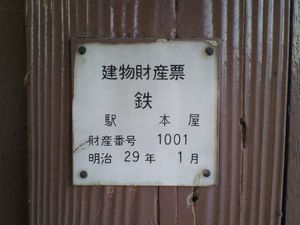 建物財産票
鉄
駅 本 屋
財産番号 1001
明治 29 年 1 月